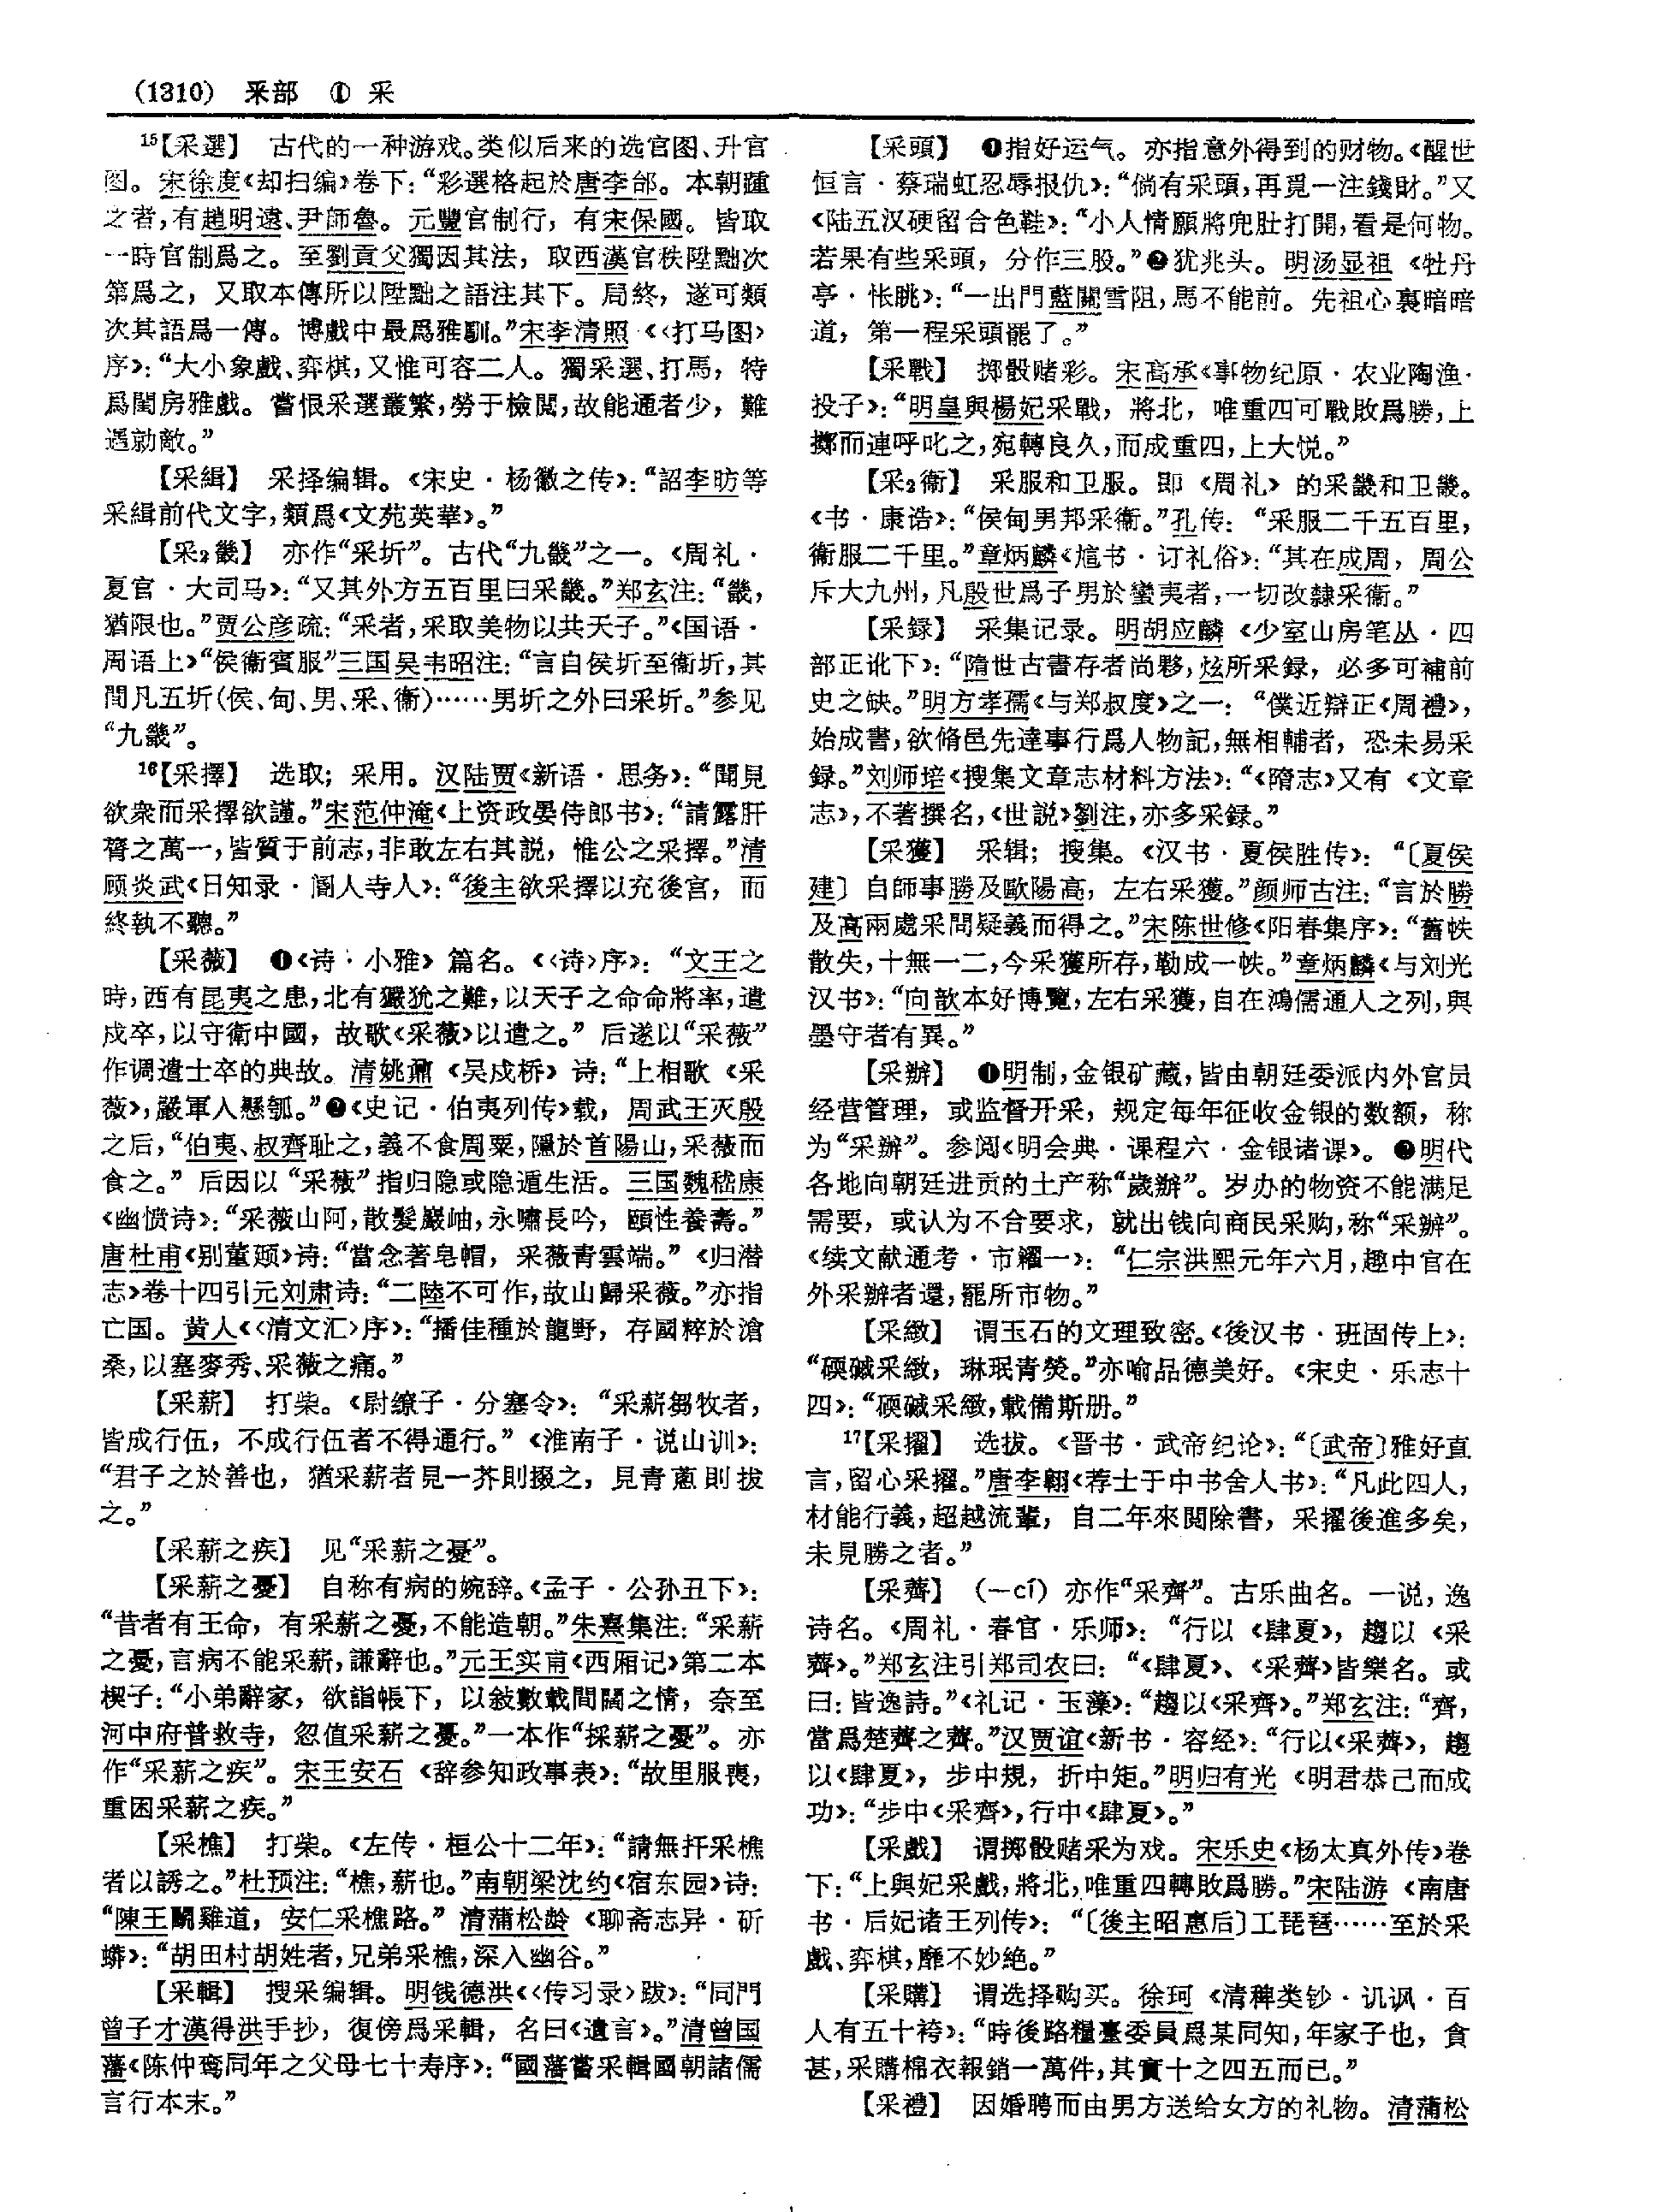 (1310) 釆部 ① 采
15【采選】 古代的一种游戏。类似后来的选官图、升官
图。宋徐度《却扫编》卷下：“彩選格起於唐李郃。本朝踵
之者，有趙明遠、尹師魯。元豐官制行，有宋保國。皆取
一時官制爲之。至劉貢父獨因其法，取西漢官秩陞黜次
第爲之，又取本傳所以陞黜之語注其下。局終，遂可類
次其語爲一傳。博戲中最爲雅馴。”宋李清照《〈打马图〉
序》：“大小象戲、弈棋，又惟可容二人。獨采選、打馬，特
爲閨房雅戲。嘗恨采選叢繁，勞于檢閲，故能通者少，難
遇勍敵。”
【采緝】 采择编辑。《宋史·杨徽之传》：“詔李昉等
采緝前代文字，類爲《文苑英華》。”
【采2畿】 亦作“采圻”。古代“九畿”之一。《周礼·
夏官·大司马》：“又其外方五百里曰采畿。”郑玄注：“畿，
猶限也。”贾公彦疏：“采者，采取美物以共天子。”《国语·
周语上》“侯衞賓服”三国吴韦昭注：“言自侯圻至衞圻，其
間凡五圻（侯、甸、男、采、衞）……男圻之外曰采圻。”参见
“九畿”。
16【采擇】 选取；采用。汉陆贾《新语·思务》：“聞見
欲衆而采擇欲謹。”宋范仲淹《上资政晏侍郎书》：“請露肝
膂之萬一，皆質于前志，非敢左右其説，惟公之采擇。”清
顾炎武《日知录·阍人寺人》：“後主欲采擇以充後宫，而
終執不聽。”
【采薇】 ❶《诗·小雅》篇名。《〈诗〉序》：“文王之
時，西有昆夷之患，北有玁狁之難，以天子之命命將率，遣
戍卒，以守衞中國，故歌《采薇》以遣之。”后遂以“采薇”
作调遣士卒的典故。清姚鼐《吴戍桥》诗：“上相歌《采
薇》，嚴軍人懸瓠。”❷《史记·伯夷列传》载，周武王灭殷
之后，“伯夷、叔齊耻之，義不食周粟，隱於首陽山，采薇而
食之。”后因以“采薇”指归隐或隐遁生活。三国魏嵇康
《幽愤诗》：“采薇山阿，散髮巖岫，永嘯長吟，頤性養壽。”
唐杜甫《别董颋》诗：“當念著皂帽，采薇青雲端。”《归潜
志》卷十四引元刘肃诗：“二陸不可作，故山歸采薇。”亦指
亡国。黄人《〈清文汇〉序》：“播佳種於龍野，存國粹於滄
桑，以塞麥秀、采薇之痛。”
【采薪】 打柴。《尉缭子·分塞令》：“采薪芻牧者，
皆成行伍，不成行伍者不得通行。”《淮南子·说山训》：
“君子之於善也，猶采薪者見一芥則掇之，見青蔥則拔
之。”
【采薪之疾】 见“采薪之憂”。
【采薪之憂】 自称有病的婉辞。《孟子·公孙丑下》：
“昔者有王命，有采薪之憂，不能造朝。”朱熹集注：“采薪
之憂，言病不能采薪，謙辭也。”元王实甫《西厢记》第二本
楔子：“小弟辭家，欲詣帳下，以敍數載間闊之情，奈至
河中府普救寺，忽值采薪之憂。”一本作“採薪之憂”。亦
作“采薪之疾”。宋王安石《辞参知政事表》：“故里服喪，
重困采薪之疾。”
【采樵】 打柴。《左传·桓公十二年》：“請無扞采樵
者以誘之。”杜预注：“樵，薪也。”南朝梁沈约《宿东园》诗：
“陳王鬭雞道，安仁采樵路。”清蒲松龄《聊斋志异·斫
蟒》：“胡田村胡姓者，兄弟采樵，深入幽谷。”
【采輯】 搜采编辑。明钱德洪《〈传习录〉跋》：“同門
曾子才漢得洪手抄，復傍爲采輯，名曰《遺言》。”清曾国
藩《陈仲鸾同年之父母七十寿序》：“國藩嘗采輯國朝諸儒
言行本末。”
【采頭】 ❶指好运气。亦指意外得到的财物。《醒世
恒言·蔡瑞虹忍辱报仇》：“倘有采頭，再覓一注錢財。”又
《陆五汉硬留合色鞋》：“小人情願將兜肚打開，看是何物。
若果有些采頭，分作三股。”❷犹兆头。明汤显祖《牡丹
亭·怅眺》：“一出門藍關雪阻，馬不能前。先祖心裏暗暗
道，第一程采頭罷了。”
【采戰】 掷骰赌彩。宋高承《事物纪原·农业陶渔·
投子》：“明皇與楊妃采戰，將北，唯重四可戰敗爲勝，上
擲而連呼叱之，宛轉良久，而成重四，上大悦。”
【采2衞】 采服和卫服。即《周礼》的采畿和卫畿。
《书·康诰》：“侯甸男邦采衞。”孔传：“采服二千五百里，
衞服二千里。”章炳麟《訄书·订礼俗》：“其在成周，周公
斥大九州，凡殷世爲子男於蠻夷者，一切改隸采衞。”
【采録】 采集记录。明胡应麟《少室山房笔丛·四
部正讹下》：“隋世古書存者尚夥，炫所采録，必多可補前
史之缺。”明方孝孺《与郑叔度》之一：“僕近辯正《周禮》，
始成書，欲脩邑先達事行爲人物記，無相輔者，恐未易采
録。”刘师培《搜集文章志材料方法》：“《隋志》又有《文章
志》，不著撰名，《世説》劉注，亦多采録。”
【采獲】 采辑；搜集。《汉书·夏侯胜传》：“〔夏侯
建〕自師事勝及歐陽高，左右采獲。”颜师古注：“言於勝
及高兩處采問疑義而得之。”宋陈世修《阳春集序》：“舊帙
散失，十無一二，今采獲所存，勒成一帙。”章炳麟《与刘光
汉书》：“向歆本好博覽，左右采獲，自在鴻儒通人之列，與
墨守者有異。”
【采辦】 ❶明制，金银矿藏，皆由朝廷委派内外官员
经营管理，或监督开采，规定每年征收金银的数额，称
为“采辦”。参阅《明会典·课程六·金银诸课》。❷明代
各地向朝廷进贡的土产称“歲辦”。岁办的物资不能满足
需要，或认为不合要求，就出钱向商民采购，称“采辦”。
《续文献通考·市糴一》：“仁宗洪熙元年六月，趣中官在
外采辦者還，罷所市物。”
【采緻】 谓玉石的文理致密。《後汉书·班固传上》：
“碝磩采緻，琳珉青熒。”亦喻品德美好。《宋史·乐志十
四》：“碝磩采緻，載備斯册。”
17【采擢】 选拔。《晋书·武帝纪论》：“〔武帝〕雅好直
言，留心采擢。”唐李翱《荐士于中书舍人书》：“凡此四人，
材能行義，超越流輩，自二年來閲除書，采擢後進多矣，
未見勝之者。”
【采薺】 （－cí）亦作“采齊”。古乐曲名。一说，逸
诗名。《周礼·春官·乐师》：“行以《肆夏》，趨以《采
薺》。”郑玄注引郑司农曰：“《肆夏》、《采薺》皆樂名。或
曰：皆逸詩。”《礼记·玉藻》：“趨以《采齊》。”郑玄注：“齊，
當爲楚薺之薺。”汉贾谊《新书·容经》：“行以《采薺》，趨
以《肆夏》，步中規，折中矩。”明归有光《明君恭己而成
功》：“步中《采齊》，行中《肆夏》。”
【采戲】 谓掷骰赌采为戏。宋乐史《杨太真外传》卷
下：“上與妃采戲，將北，唯重四轉敗爲勝。”宋陆游《南唐
书·后妃诸王列传》：“〔後主昭惠后〕工琵琶……至於采
戲、弈棋，靡不妙絶。”
【采購】 谓选择购买。徐珂《清稗类钞·讥讽·百
人有五十袴》：“時後路糧臺委員爲某同知，年家子也，貪
甚，采購棉衣報銷一萬件，其實十之四五而已。”
【采禮】 因婚聘而由男方送给女方的礼物。清蒲松